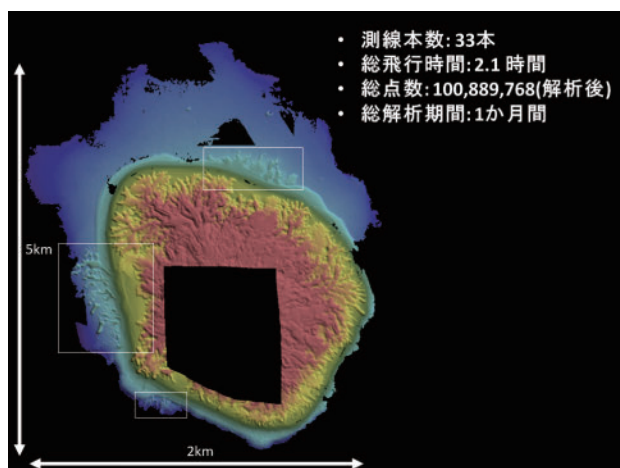 • 測線本数: 33本
• 総飛行時間: 2.1 時間
• 総点数: 100,889,768(解析後)
• 総解析期間: 1か月間
5km
2km